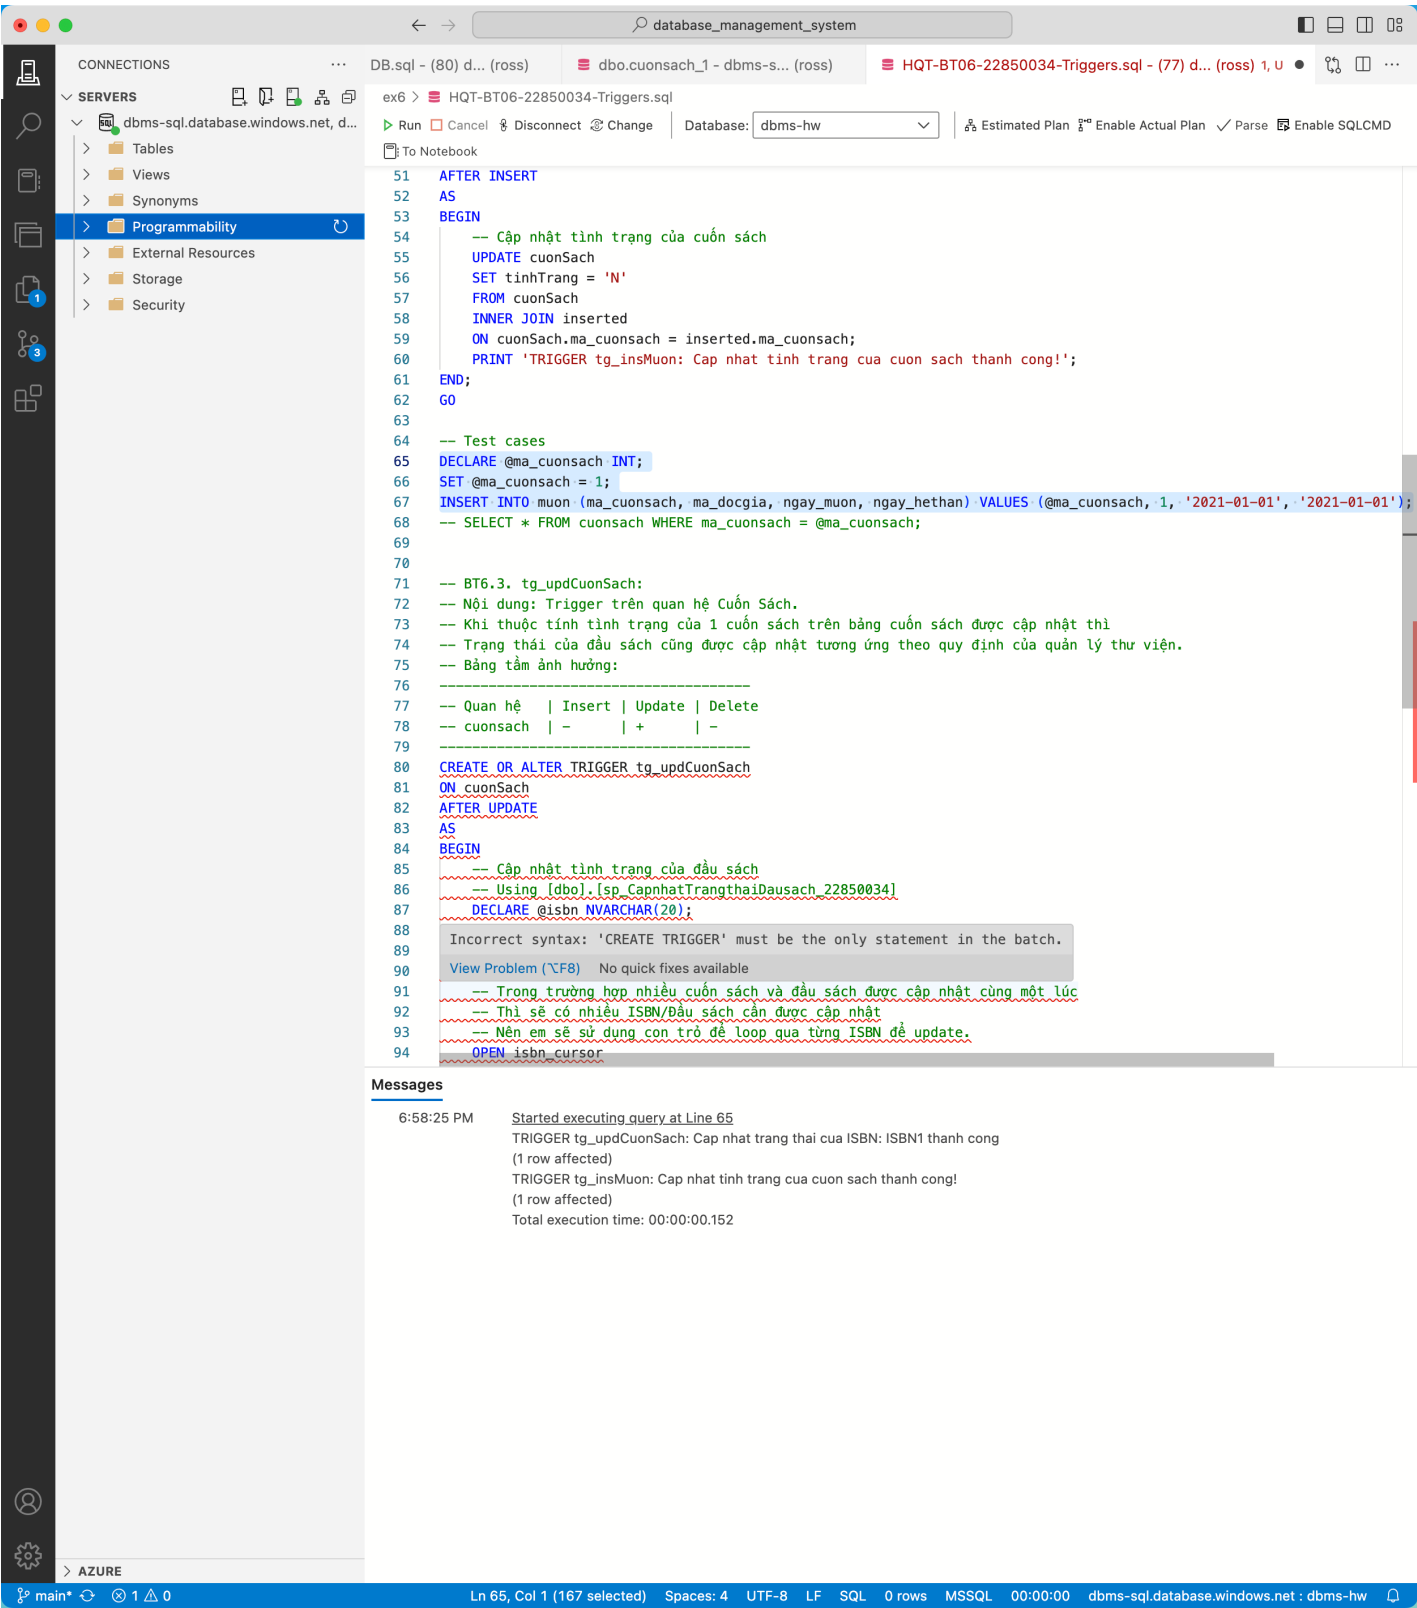 database_management_system
CONNECTIONS
SERVERS
dbms-sql.database.windows.net, d...
Tables
Views
Synonyms
Programmability
External Resources
Storage
Security
AZURE
1
3
DB.sql - (80) d... (ross)
dbo.cuonsach_1 - dbms-s... (ross)
HQT-BT06-22850034-Triggers.sql - (77) d... (ross) 1, U
ex6 > HQT-BT06-22850034-Triggers.sql
Run Cancel Disconnect Change Database: dbms-hw Estimated Plan Enable Actual Plan Parse Enable SQLCMD
To Notebook
51 AFTER INSERT
52 AS
53 BEGIN
54 -- Cập nhật tình trạng của cuốn sách
55 UPDATE cuonSach
56 SET tinhTrang = 'N'
57 FROM cuonSach
58 INNER JOIN inserted
59 ON cuonSach.ma_cuonsach = inserted.ma_cuonsach;
60 PRINT 'TRIGGER tg_insMuon: Cap nhat tinh trang cua cuon sach thanh cong!';
61 END;
62 GO
63
64 -- Test cases
65 DECLARE @ma_cuonsach INT;
66 SET @ma_cuonsach = 1;
67 INSERT INTO muon (ma_cuonsach, ma_docgia, ngay_muon, ngay_hethan) VALUES (@ma_cuonsach, 1, '2021-01-01', '2021-01-01');
68 -- SELECT * FROM cuonsach WHERE ma_cuonsach = @ma_cuonsach;
69
70
71 -- BT6.3. tg_updCuonSach:
72 -- Nội dung: Trigger trên quan hệ Cuốn Sách.
73 -- Khi thuộc tính tình trạng của 1 cuốn sách trên bảng cuốn sách được cập nhật thì
74 -- Trạng thái của đầu sách cũng được cập nhật tương ứng theo quy định của quản lý thư viện.
75 -- Bảng tầm ảnh hưởng:
76 --------------------------------------
77 -- Quan hệ | Insert | Update | Delete
78 -- cuonsach | - | + | -
79 --------------------------------------
80 CREATE OR ALTER TRIGGER tg_updCuonSach
81 ON cuonSach
82 AFTER UPDATE
83 AS
84 BEGIN
85 -- Cập nhật tình trạng của đầu sách
86 -- Using [dbo].[sp_CapnhatTrangthaiDausach_22850034]
87 DECLARE @isbn NVARCHAR(20);
88
89
90
Incorrect syntax: 'CREATE TRIGGER' must be the only statement in the batch.
View Problem (⌥F8) No quick fixes available
91 -- Trong trường hợp nhiều cuốn sách và đầu sách được cập nhật cùng một lúc
92 -- Thì sẽ có nhiều ISBN/Đầu sách cần được cập nhật
93 -- Nên em sẽ sử dụng con trỏ để loop qua từng ISBN để update.
94 OPEN isbn_cursor
Messages
6:58:25 PM Started executing query at Line 65
TRIGGER tg_updCuonSach: Cap nhat trang thai cua ISBN: ISBN1 thanh cong
(1 row affected)
TRIGGER tg_insMuon: Cap nhat tinh trang cua cuon sach thanh cong!
(1 row affected)
Total execution time: 00:00:00.152
main* 1 0 Ln 65, Col 1 (167 selected) Spaces: 4 UTF-8 LF SQL 0 rows MSSQL 00:00:00 dbms-sql.database.windows.net : dbms-hw